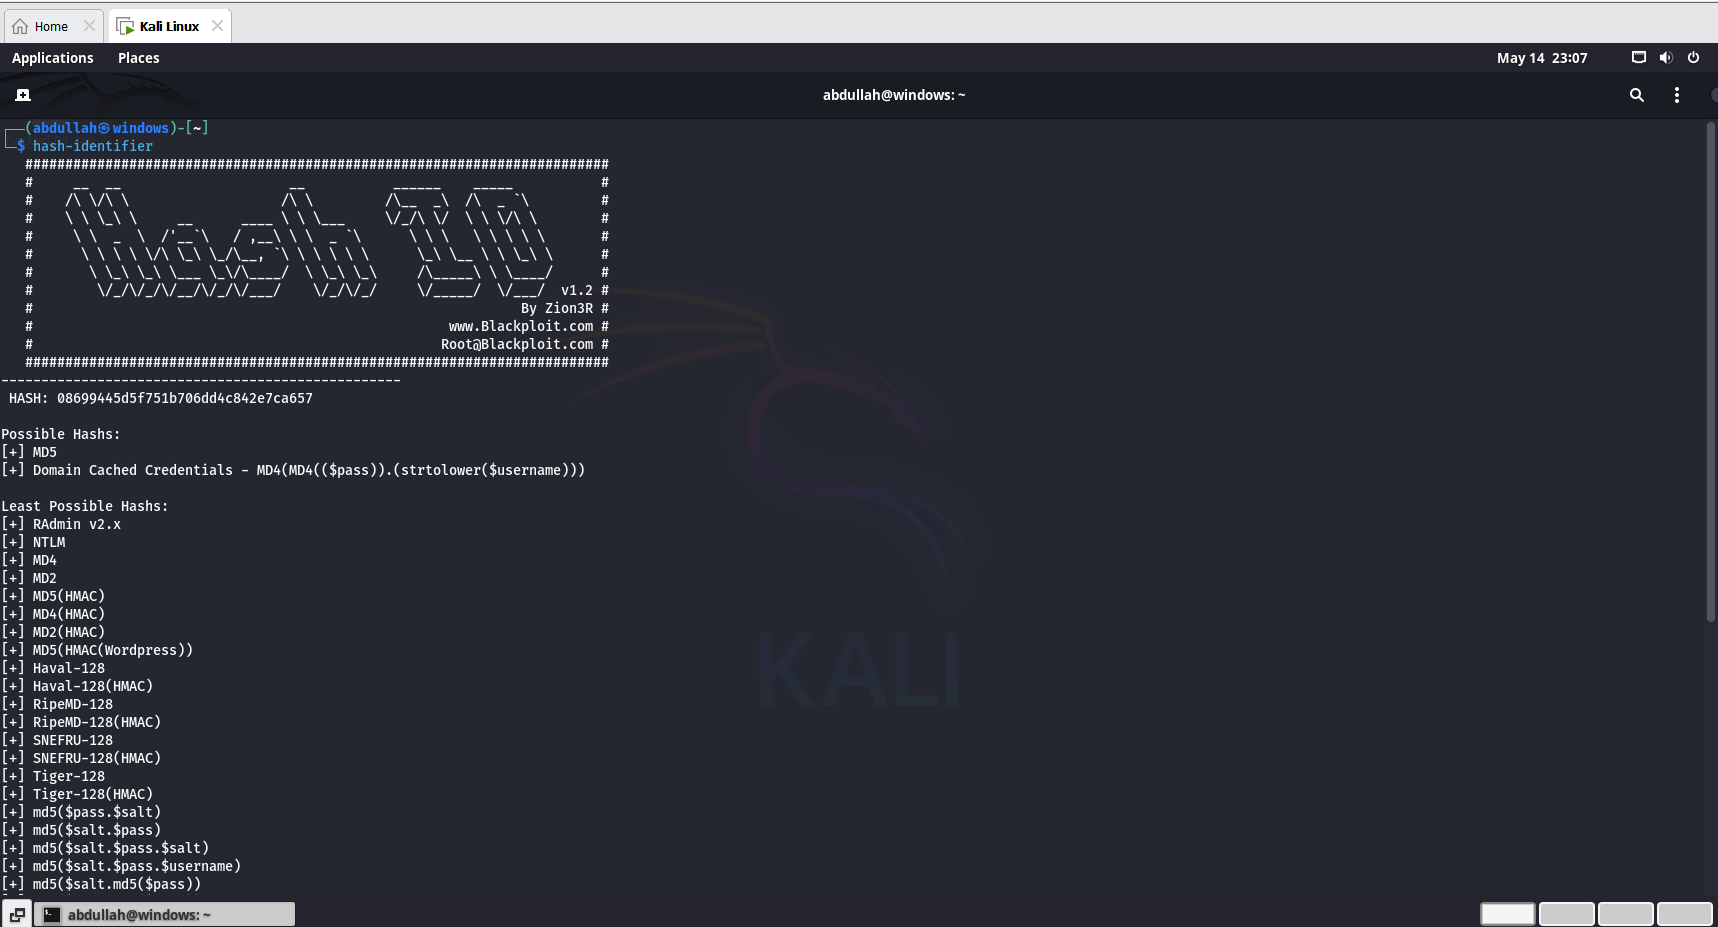 Home
Kali Linux
Applications Places
May 14 23:07
abdullah@windows: ~
(abdullah㉿windows)-[~]
$ hash-identifier
#########################################################################
#     __  __                     __           ______    _____           #
#    /\ \/\ \                   /\ \         /\__  _\  /\  _ `\         #
#    \ \ \_\ \     __      ____ \ \ \___     \/_/\ \/  \ \ \/\ \        #
#     \ \  _  \  /'__`\   / ,__\ \ \  _ `\      \ \ \   \ \ \ \ \       #
#      \ \ \ \ \/\ \_\ \_/\__, `\ \ \ \ \ \      \_\ \__ \ \ \_\ \      #
#       \ \_\ \_\ \___ \_\/\____/  \ \_\ \_\     /\_____\ \ \____/      #
#        \/_/\/_/\/__/\/_/\/___/    \/_/\/_/     \/_____/  \/___/  v1.2 #
#                                                             By Zion3R #
#                                                    www.Blackploit.com #
#                                                   Root@Blackploit.com #
#########################################################################
--------------------------------------------------
HASH: 08699445d5f751b706dd4c842e7ca657
Possible Hashs:
[+] MD5
[+] Domain Cached Credentials - MD4(MD4(($pass)).(strtolower($username)))
Least Possible Hashs:
[+] RAdmin v2.x
[+] NTLM
[+] MD4
[+] MD2
[+] MD5(HMAC)
[+] MD4(HMAC)
[+] MD2(HMAC)
[+] MD5(HMAC(Wordpress))
[+] Haval-128
[+] Haval-128(HMAC)
[+] RipeMD-128
[+] RipeMD-128(HMAC)
[+] SNEFRU-128
[+] SNEFRU-128(HMAC)
[+] Tiger-128
[+] Tiger-128(HMAC)
[+] md5($pass.$salt)
[+] md5($salt.$pass)
[+] md5($salt.$pass.$salt)
[+] md5($salt.$pass.$username)
[+] md5($salt.md5($pass))
KALI
abdullah@windows: ~